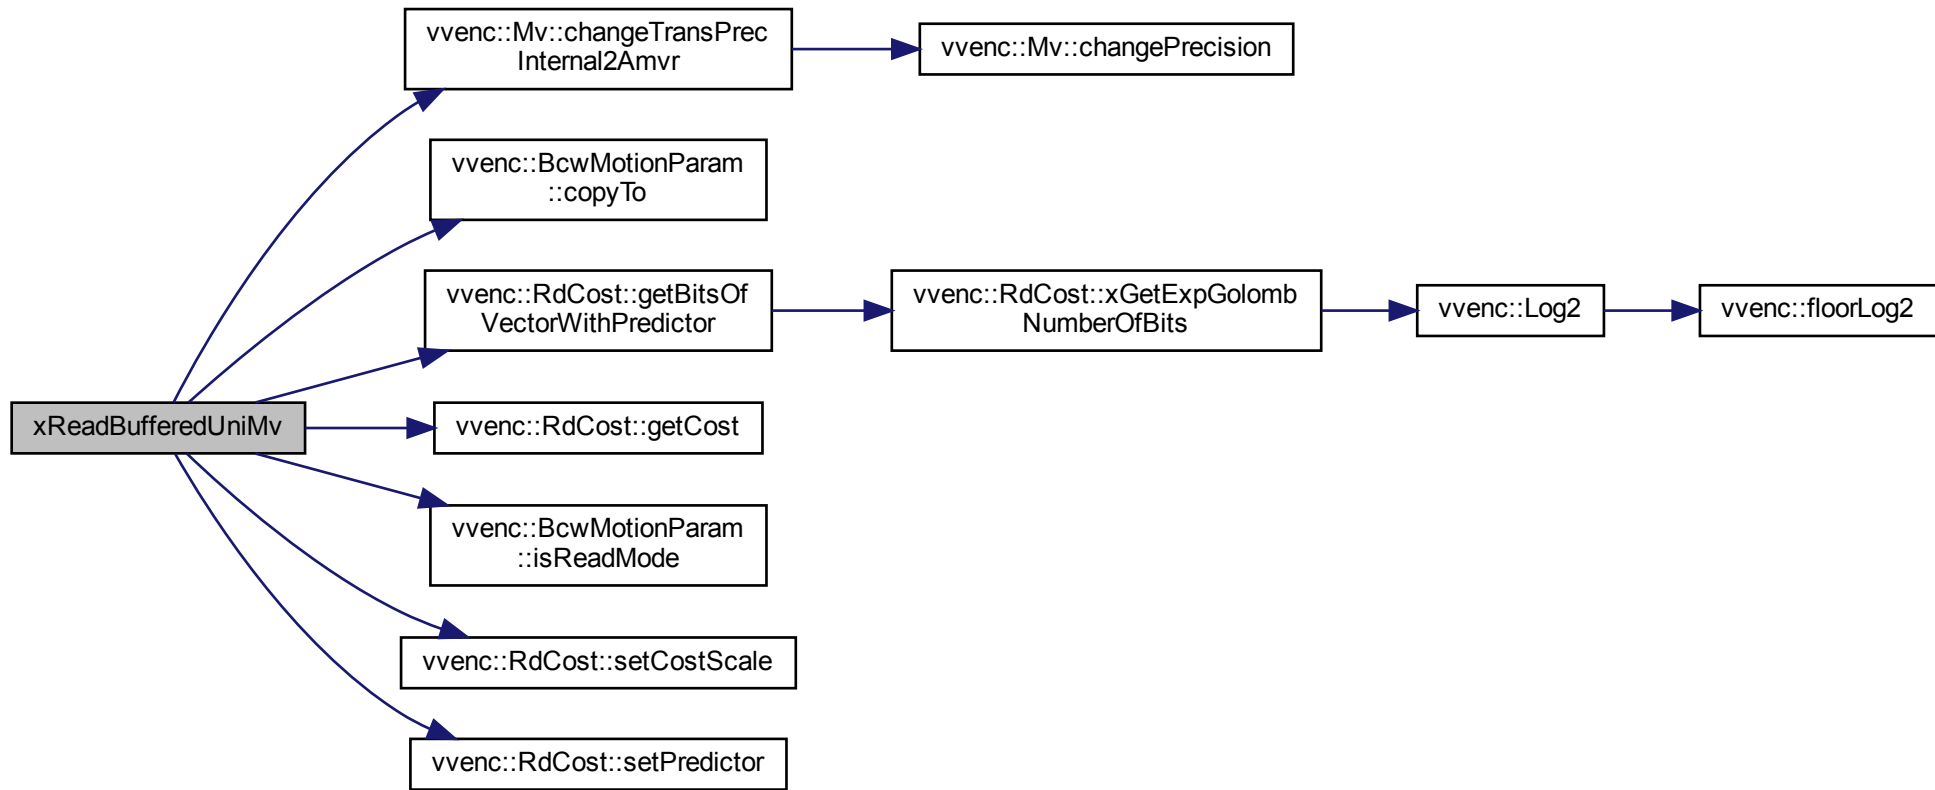 vvenc::Mv::changeTransPrec
Internal2Amvr
vvenc::Mv::changePrecision
vvenc::BcwMotionParam
::copyTo
vvenc::RdCost::getBitsOf
VectorWithPredictor
vvenc::RdCost::xGetExpGolomb
NumberOfBits
vvenc::Log2
vvenc::floorLog2
xReadBufferedUniMv
vvenc::RdCost::getCost
vvenc::BcwMotionParam
::isReadMode
vvenc::RdCost::setCostScale
vvenc::RdCost::setPredictor